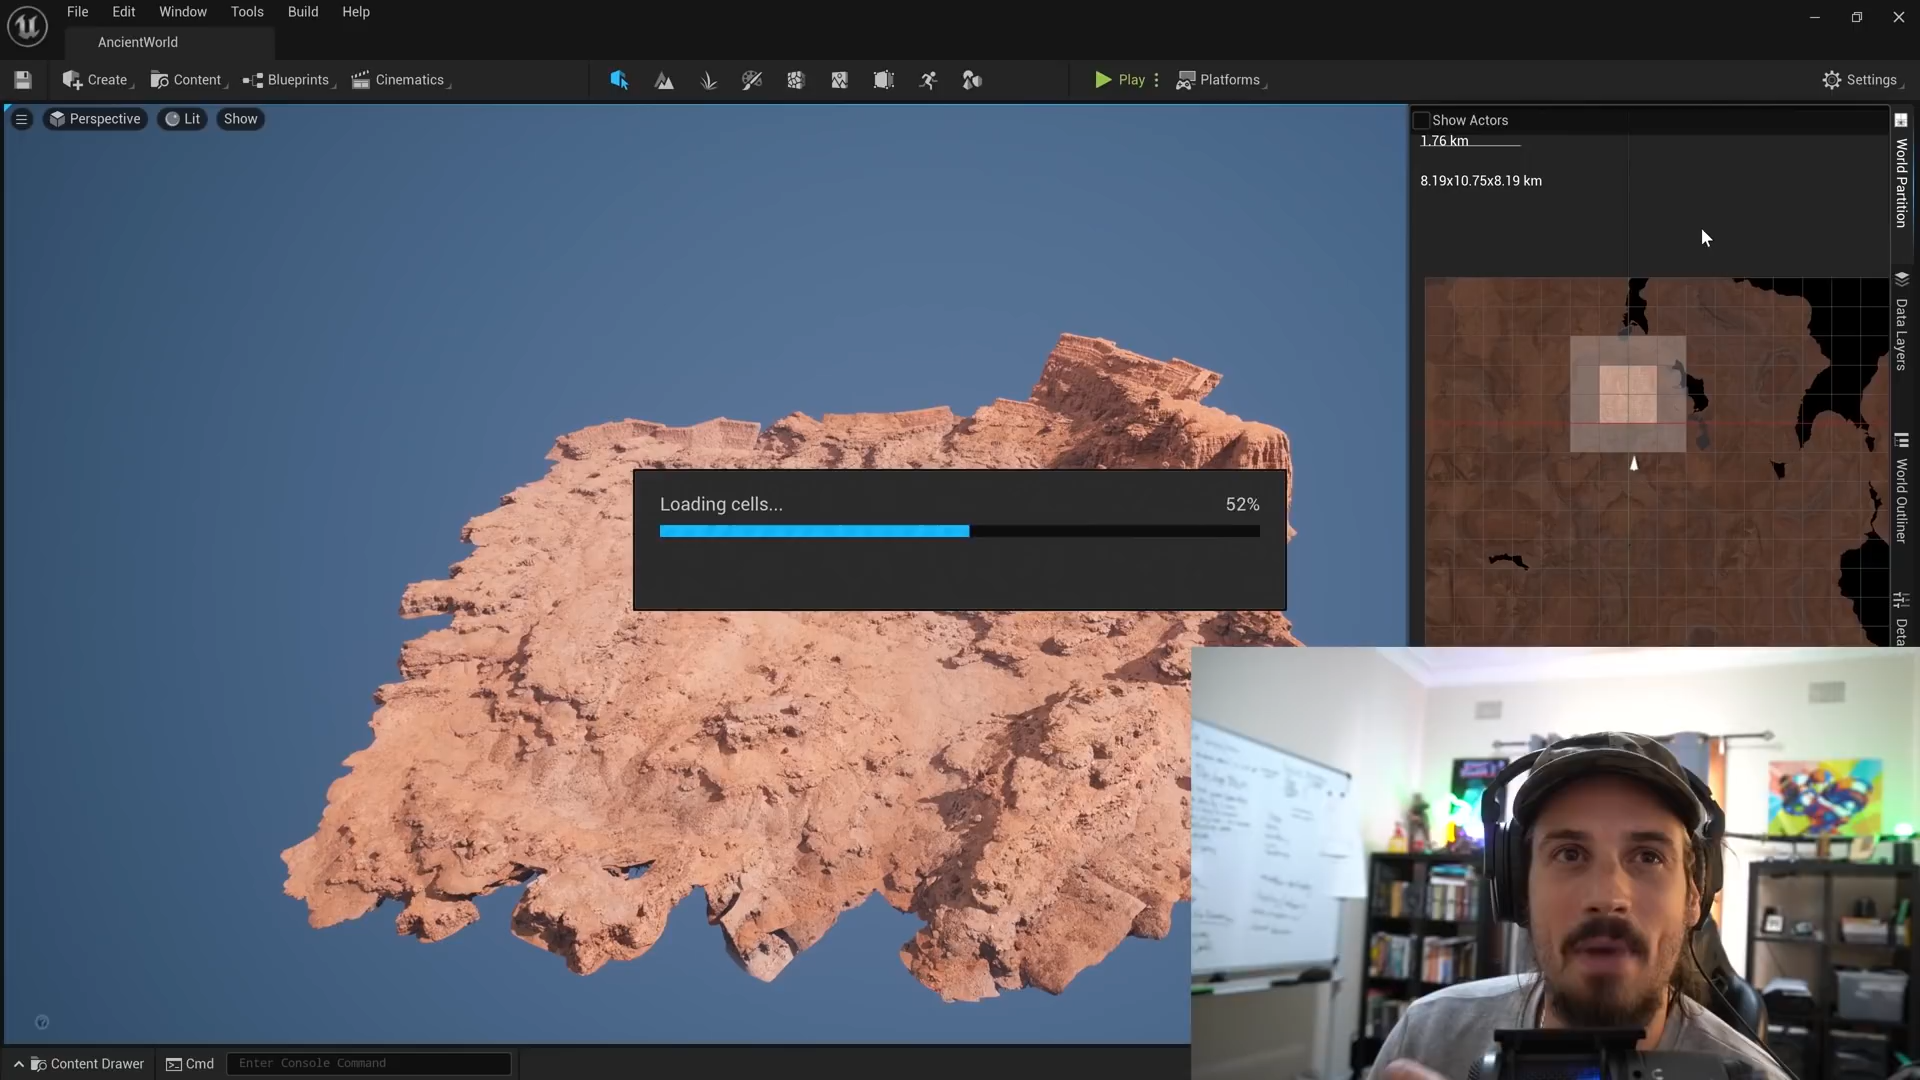 File Edit Window Tools Build Help
AncientWorld
Create Content Blueprints Cinematics Play Platforms Settings
Perspective Lit Show
Show Actors
1.76 km
8.19x10.75x8.19 km
World Partition
Data Layers
World Outliner
Deta
Loading cells... 52%
Content Drawer Cmd Enter Console Command